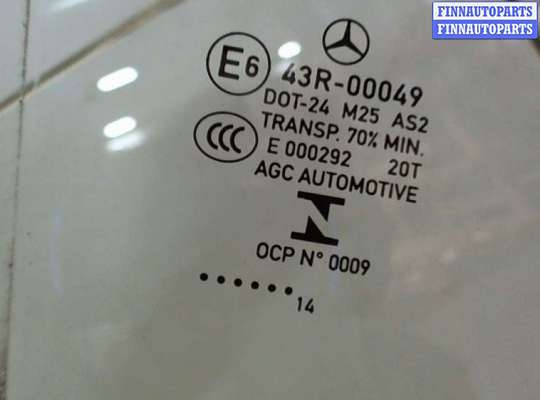 FINNAUTOPARTS
FINNAUTOPARTS
E6
43R-00049
DOT-24 M25 AS2
TRANSP. 70% MIN.
CCC
E 000292 20T
AGC AUTOMOTIVE
N
OCP N° 0009
......14